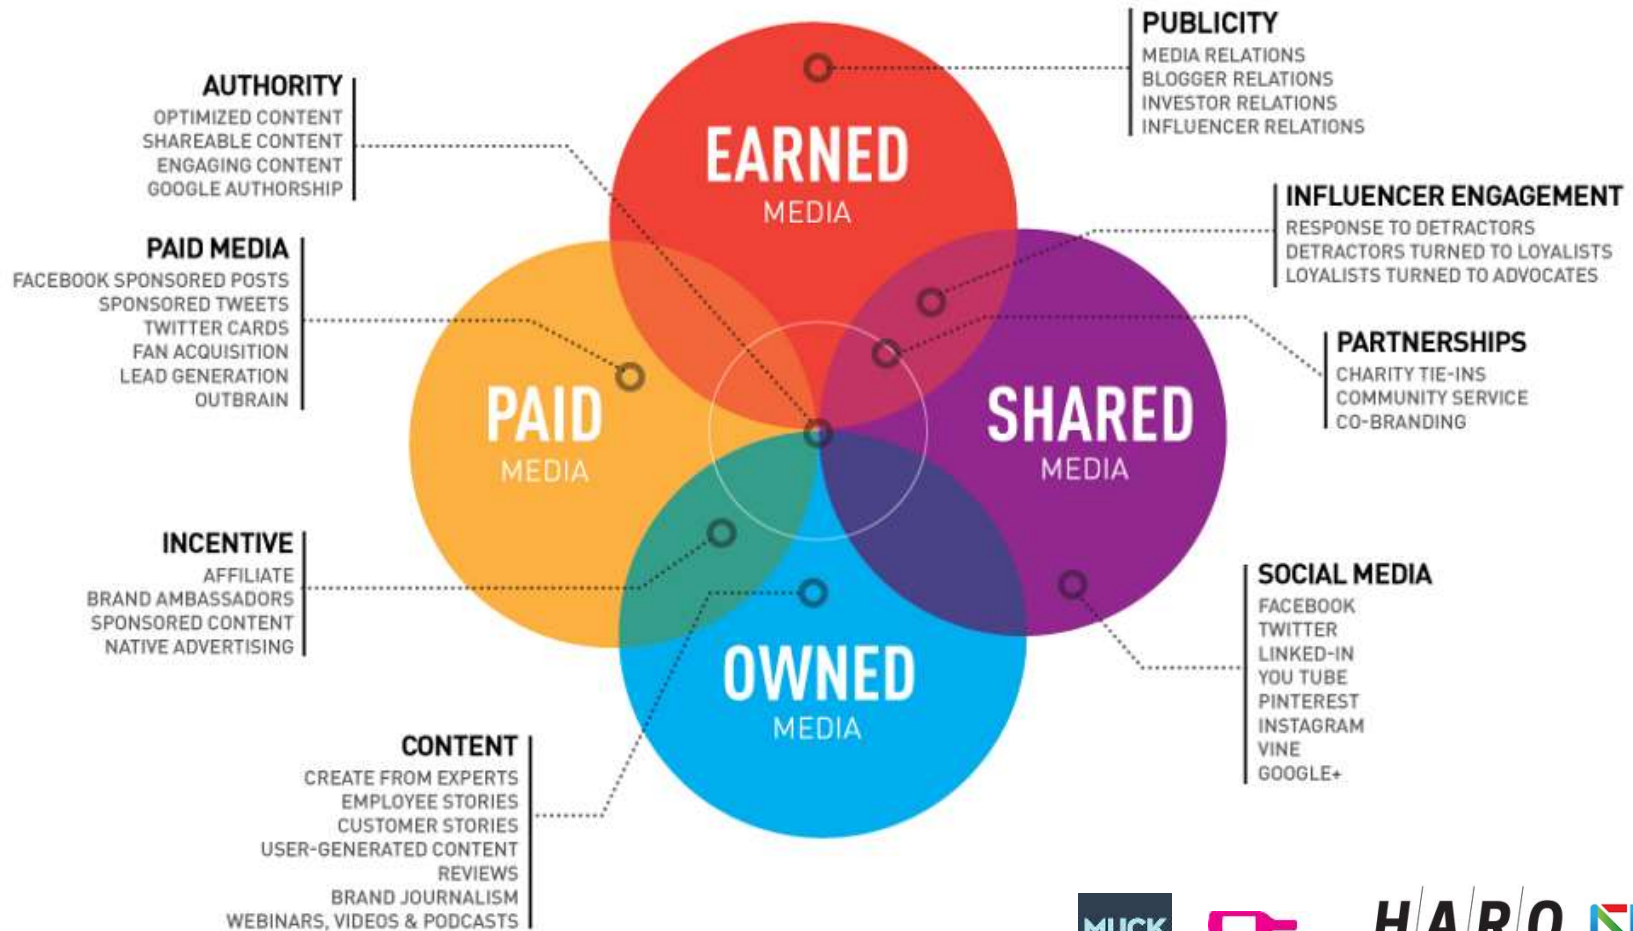 PUBLICITY
MEDIA RELATIONS
BLOGGER RELATIONS
INVESTOR RELATIONS
INFLUENCER RELATIONS
AUTHORITY
OPTIMIZED CONTENT
SHAREABLE CONTENT
ENGAGING CONTENT
GOOGLE AUTHORSHIP
EARNED
MEDIA
INFLUENCER ENGAGEMENT
RESPONSE TO DETRACTORS
DETRACTORS TURNED TO LOYALISTS
LOYALISTS TURNED TO ADVOCATES
PAID MEDIA
FACEBOOK SPONSORED POSTS
SPONSORED TWEETS
TWITTER CARDS
FAN ACQUISITION
LEAD GENERATION
OUTBRAIN
PARTNERSHIPS
CHARITY TIE-INS
COMMUNITY SERVICE
CO-BRANDING
PAID
MEDIA
SHARED
MEDIA
INCENTIVE
AFFILIATE
BRAND AMBASSADORS
SPONSORED CONTENT
NATIVE ADVERTISING
SOCIAL MEDIA
FACEBOOK
TWITTER
LINKED-IN
YOU TUBE
PINTEREST
INSTAGRAM
VINE
GOOGLE+
OWNED
MEDIA
CONTENT
CREATE FROM EXPERTS
EMPLOYEE STORIES
CUSTOMER STORIES
USER-GENERATED CONTENT
REVIEWS
BRAND JOURNALISM
WEBINARS, VIDEOS & PODCASTS
MUCK
H/A/R/O